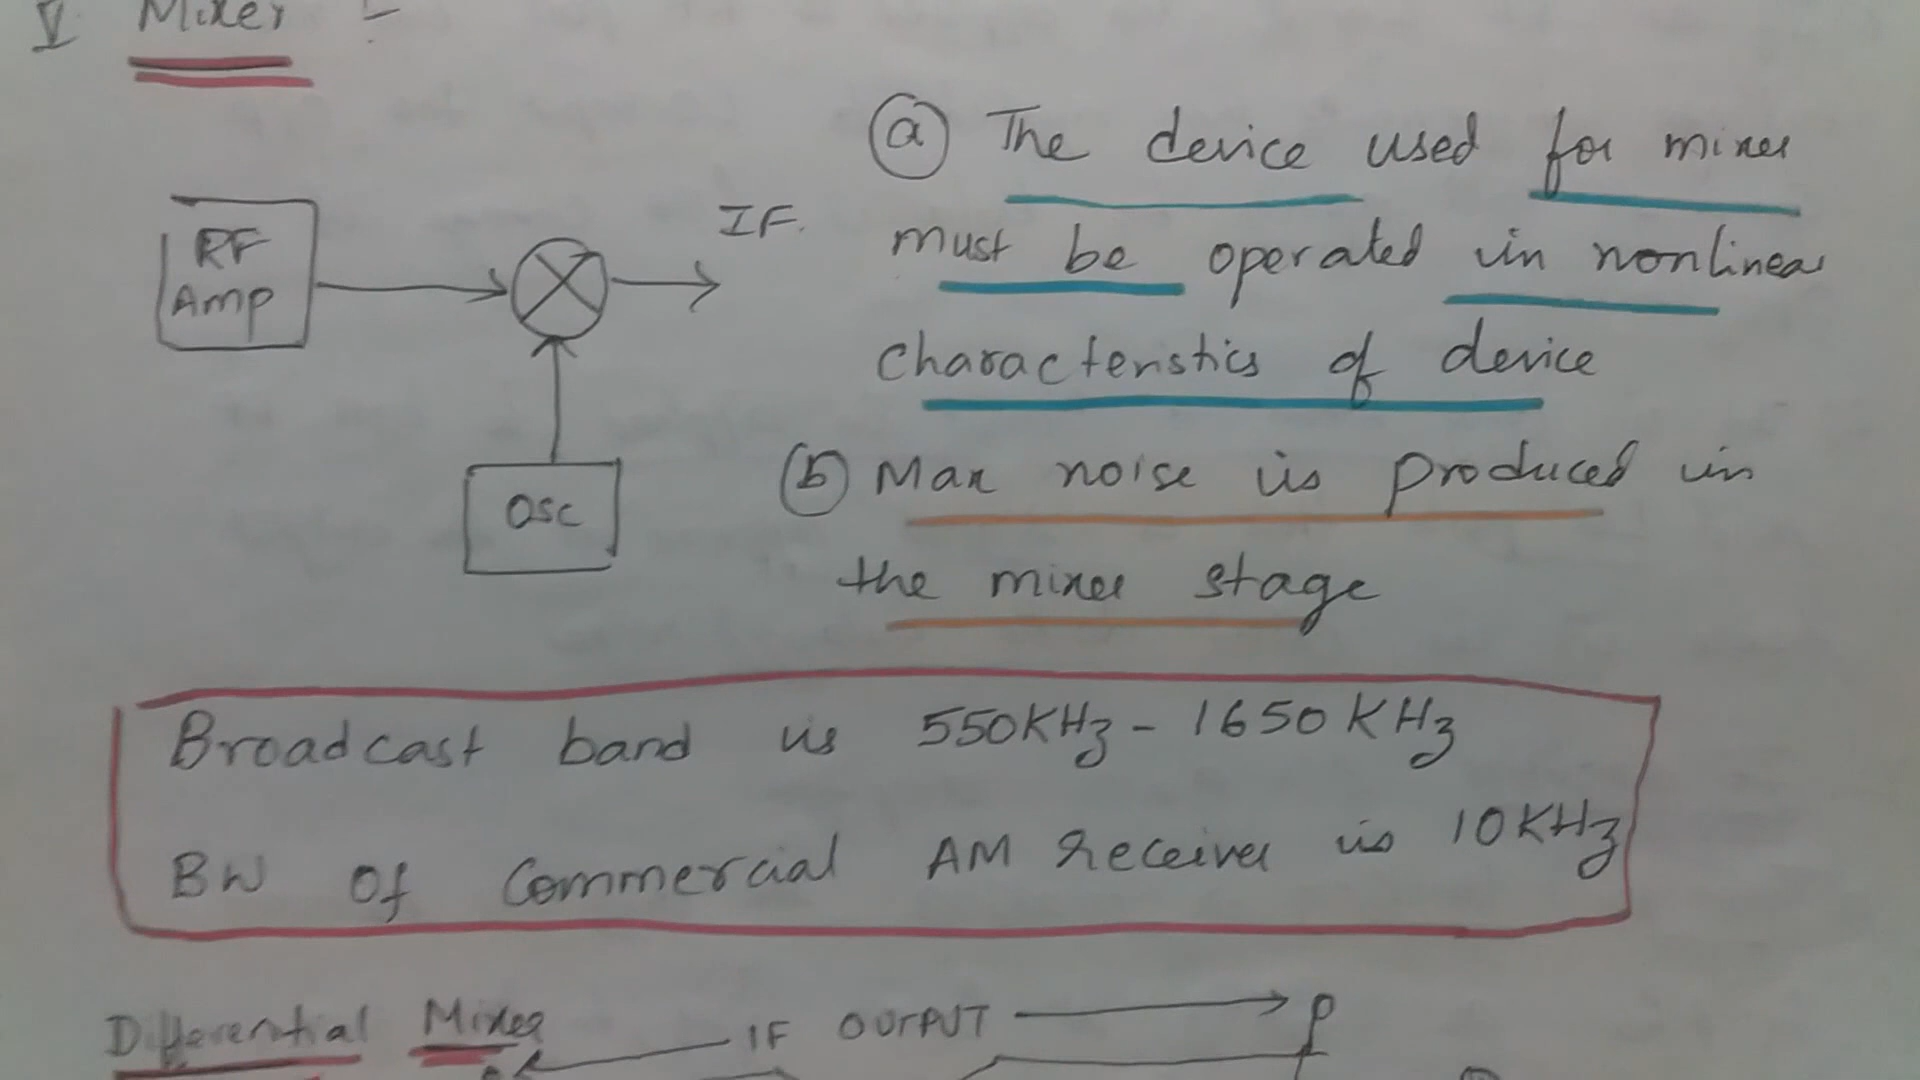 V Mixer :-
(a) The device used for mixer
must be operated in nonlinear
characteristics of device
RF
Amp
IF.
OSC
(b) Max noise is produced in
the mixer stage
Broadcast band is 550KHz - 1650KHz
BW Of Commercial AM receiver is 10KHz
Differential Mixer
IF OUTPUT